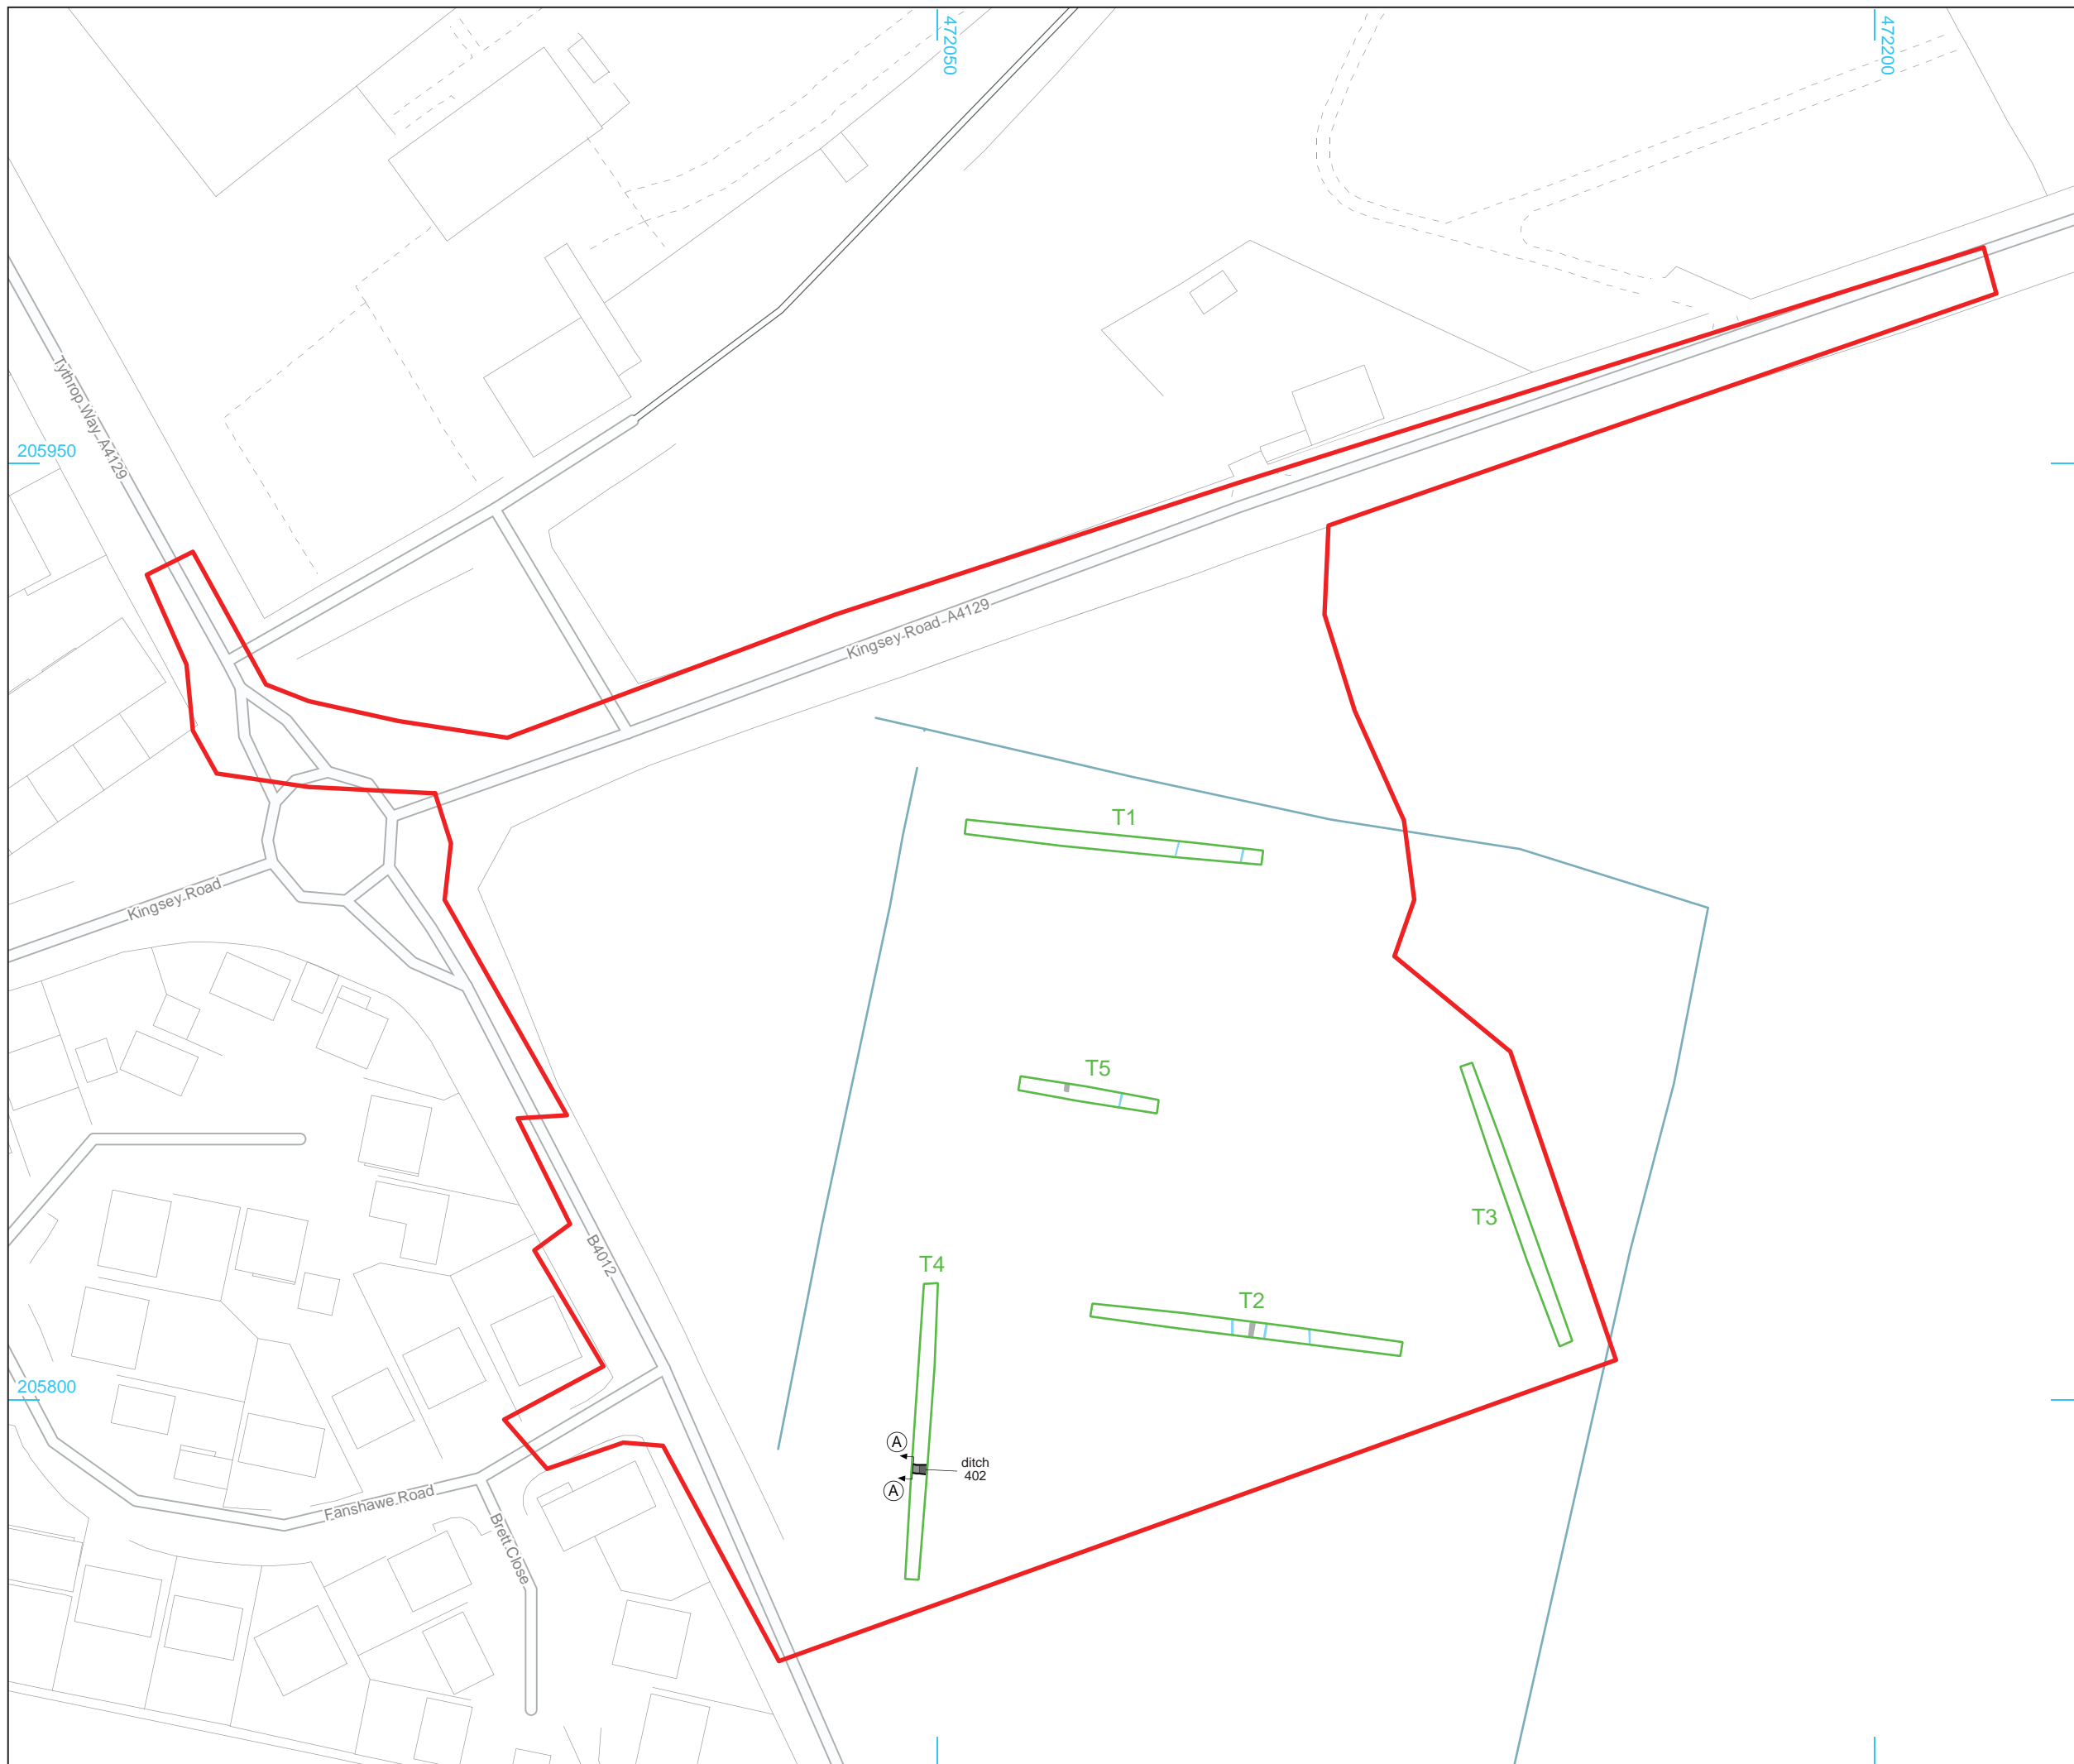 472050
472200
Tythrop Way A4129
205950
Kingsey Road A4129
T1
Kingsey Road
T5
T3
B4012
T4
T2
205800
A
ditch
402
A
Fanshawe Road
Brett Close